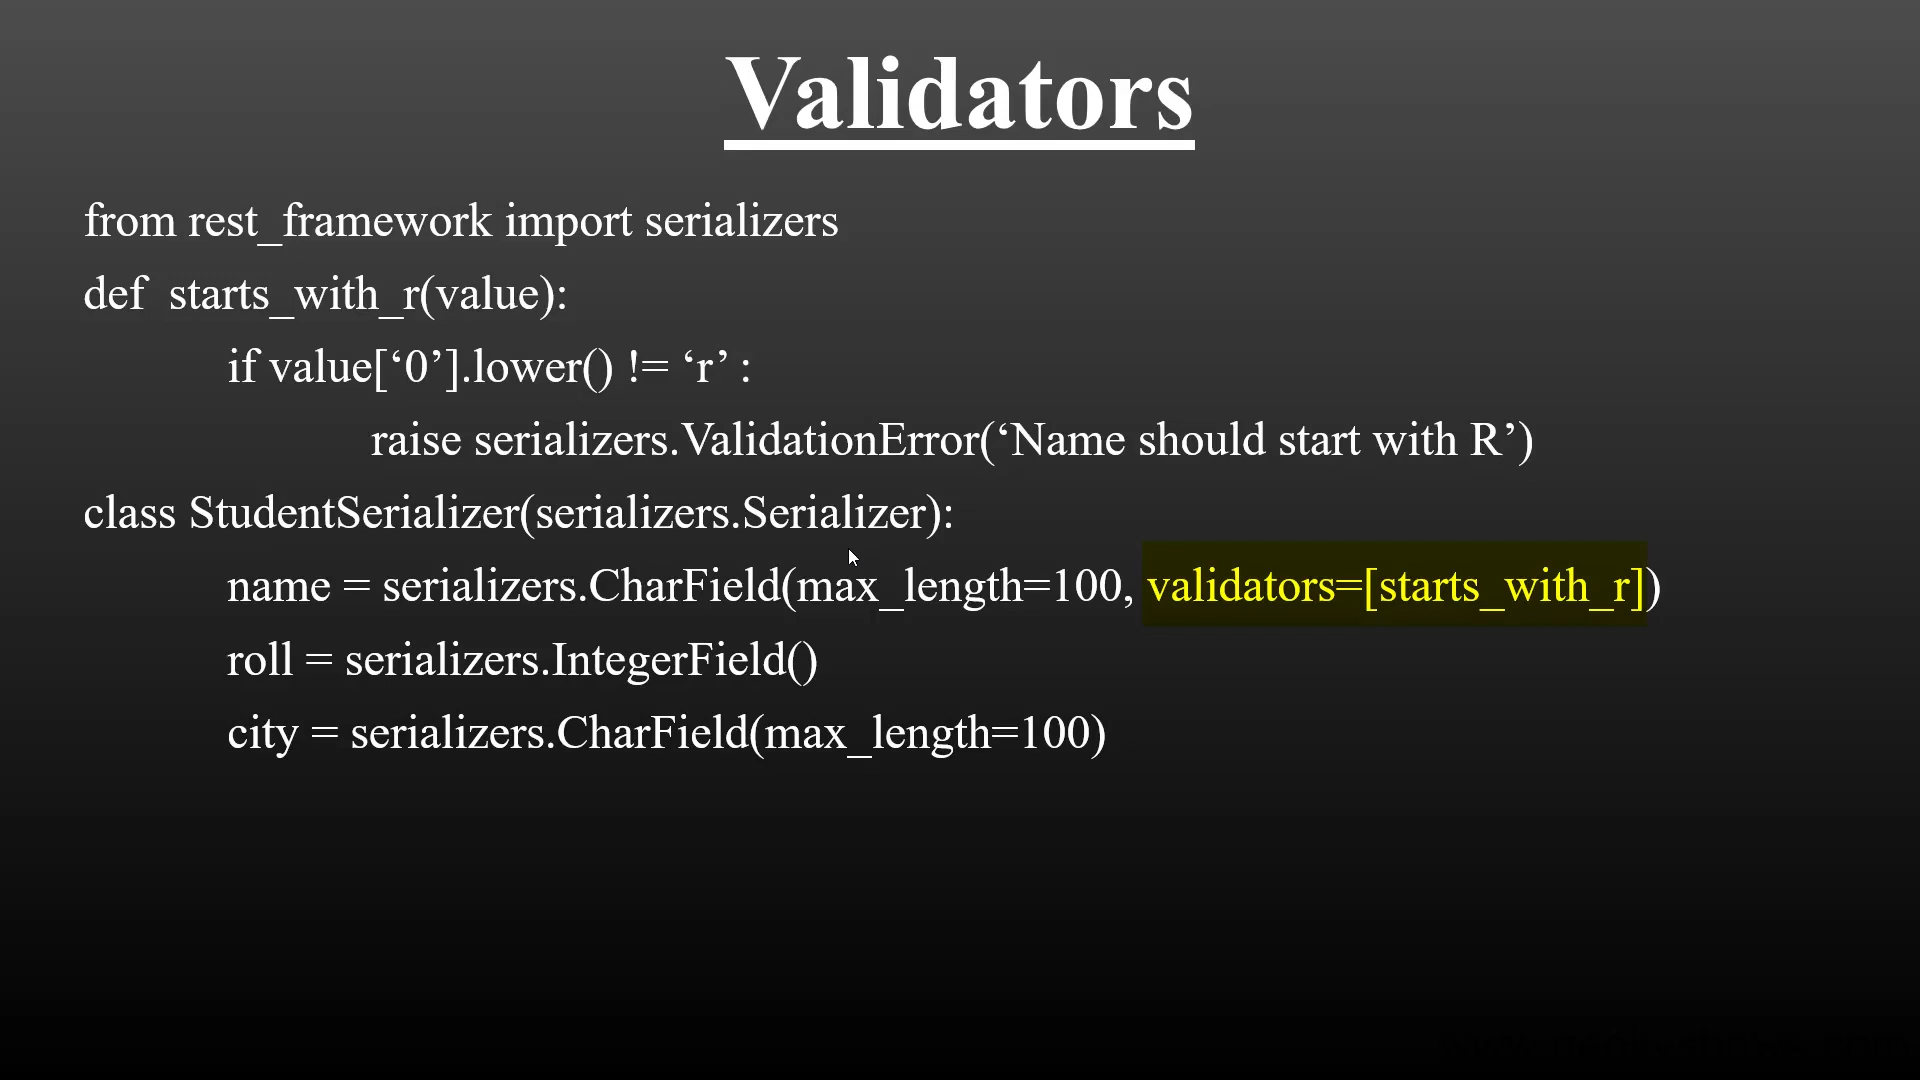 Validators
from rest_framework import serializers
def  starts_with_r(value):
if value[‘0’].lower() != ‘r’ :
raise serializers.ValidationError(‘Name should start with R’)
class StudentSerializer(serializers.Serializer):
name = serializers.CharField(max_length=100, validators=[starts_with_r])
roll = serializers.IntegerField()
city = serializers.CharField(max_length=100)